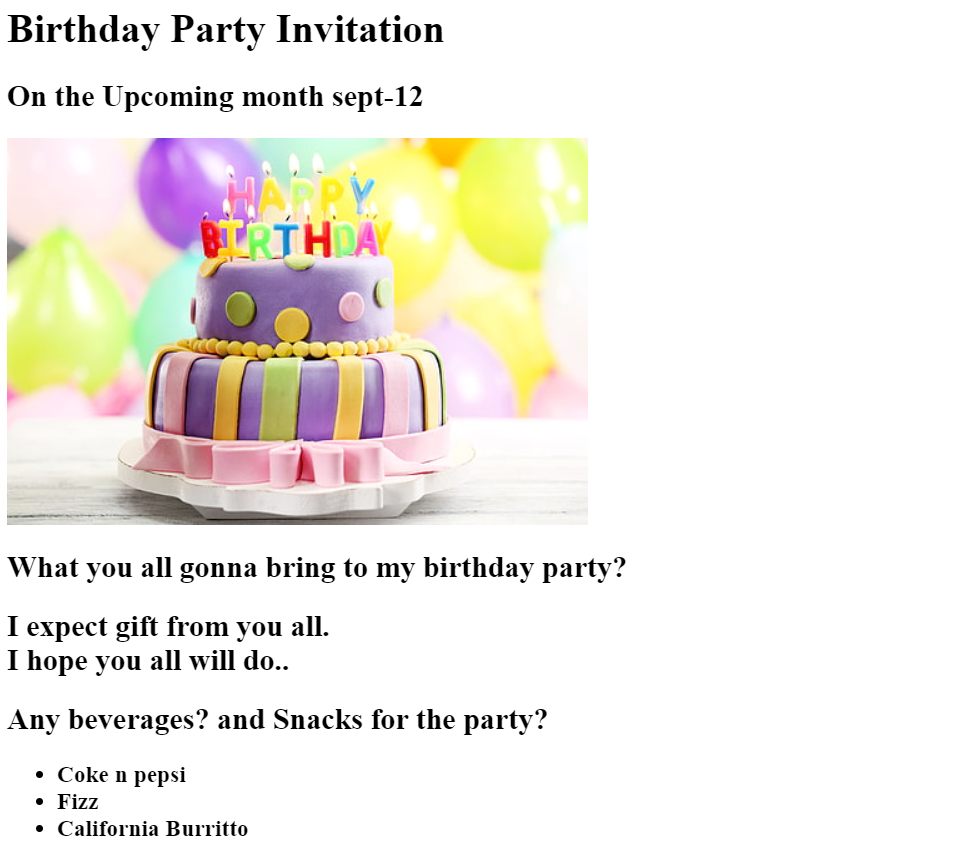 Birthday Party Invitation
On the Upcoming month sept-12
HAPPY
BIRTHDAY
What you all gonna bring to my birthday party?
I expect gift from you all.
I hope you all will do..
Any beverages? and Snacks for the party?
Coke n pepsi
Fizz
California Burritto